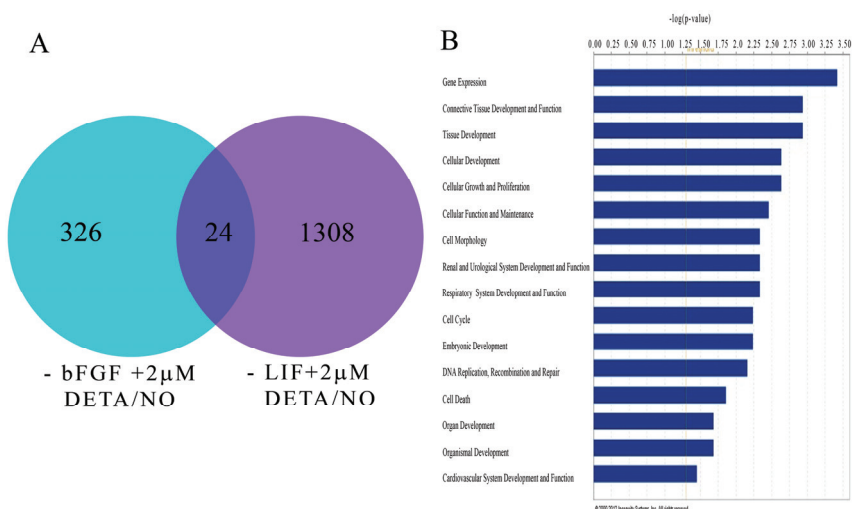 A
B
-log(p-value)
0.00 0.25 0.50 0.75 1.00 1.25 1.50 1.75 2.00 2.25 2.50 2.75 3.00 3.25 3.50
Gene Expression
Connective Tissue Development and Function
Tissue Development
Cellular Development
Cellular Growth and Proliferation
Cellular Function and Maintenance
Cell Morphology
Renal and Urological System Development and Function
Respiratory System Development and Function
Cell Cycle
Embryonic Development
DNA Replication, Recombination and Repair
Cell Death
Organ Development
Organismal Development
Cardiovascular System Development and Function
326
24
1308
- bFGF +2μM
DETA/NO
- LIF+2μM
DETA/NO
All rights reserved.